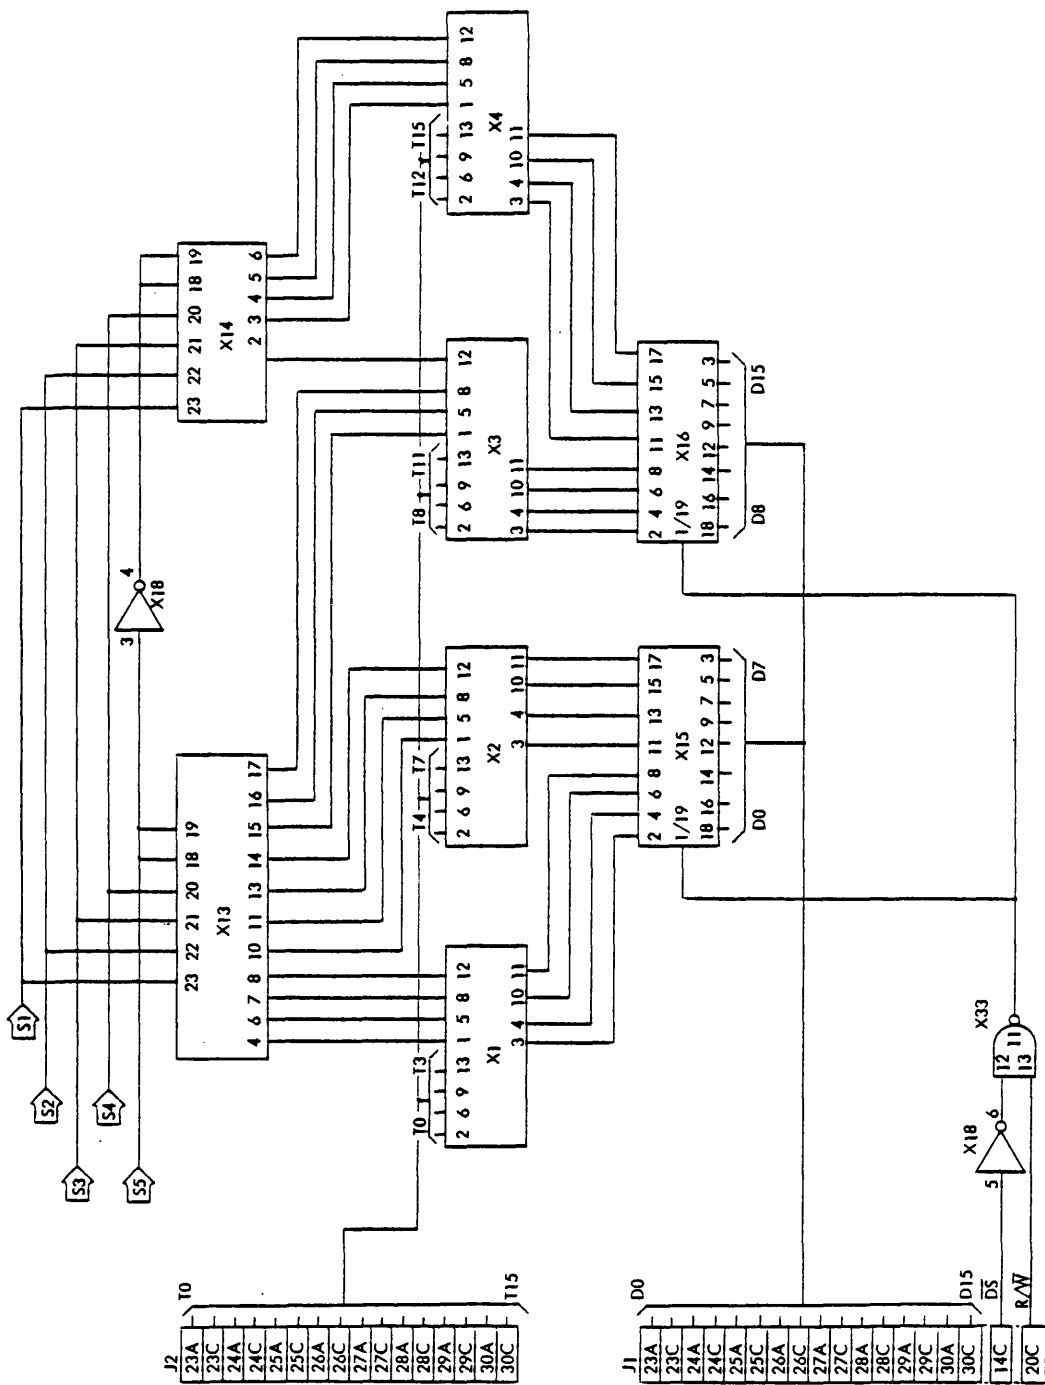 S1
S2
S3
S4
S5
3
4
X18
23 22 21 20 18 19
X13
4 6 7 8 10 11 13 14 15 16 17
23 22 21 20 18 19
X14
2 3 4 5 6
J2
23A
23C
24A
24C
25A
25C
26A
26C
27A
27C
28A
28C
29A
29C
30A
30C
T0
T15
T0 T3
2 6 9 13 1 5 8 12
X1
3 4 10 11
T4 T7
2 6 9 13 1 5 8 12
X2
3 4 10 11
T8 T11
2 6 9 13 1 5 8 12
X3
3 4 10 11
T12 T15
2 6 9 13 1 5 8 12
X4
3 4 10 11
2 4 6 8 11 13 15 17
1/19 X15
18 16 14 12 9 7 5 3
D0 D7
2 4 6 8 11 13 15 17
1/19 X16
18 16 14 12 9 7 5 3
D8 D15
J1
23A
23C
24A
24C
25A
25C
26A
26C
27A
27C
28A
28C
29A
29C
30A
30C
D0
D15
14C
D̅S̅
20C
R/W̅
5
X18
6
12
13
11
X33